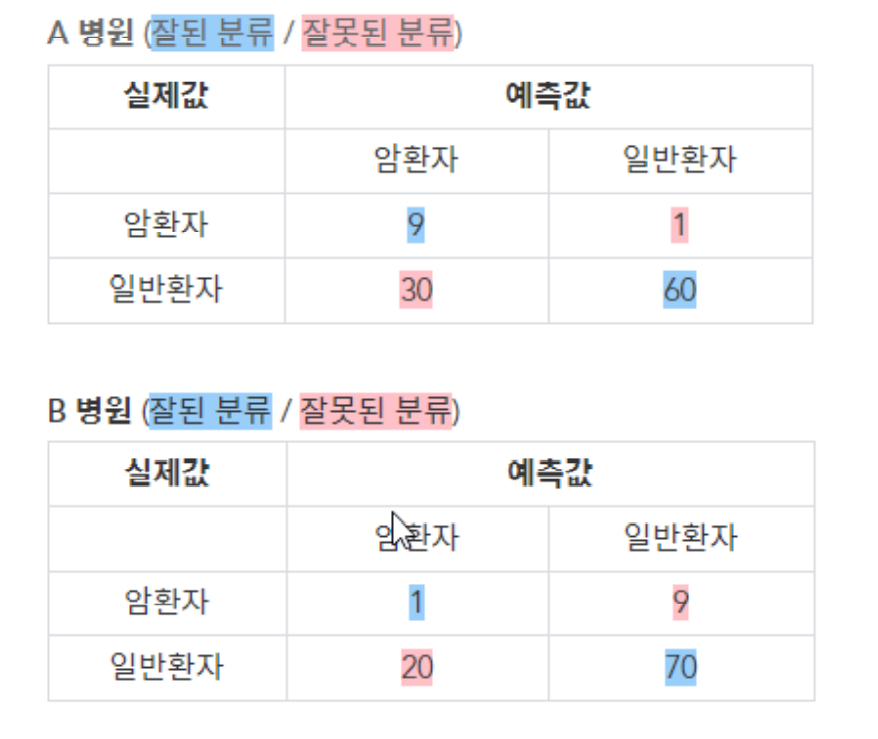 A 병원 (잘된 분류 / 잘못된 분류)
실제값 예측값
암환자 일반환자
암환자 9 1
일반환자 30 60
B 병원 (잘된 분류 / 잘못된 분류)
실제값 예측값
암환자 일반환자
암환자 1 9
일반환자 20 70